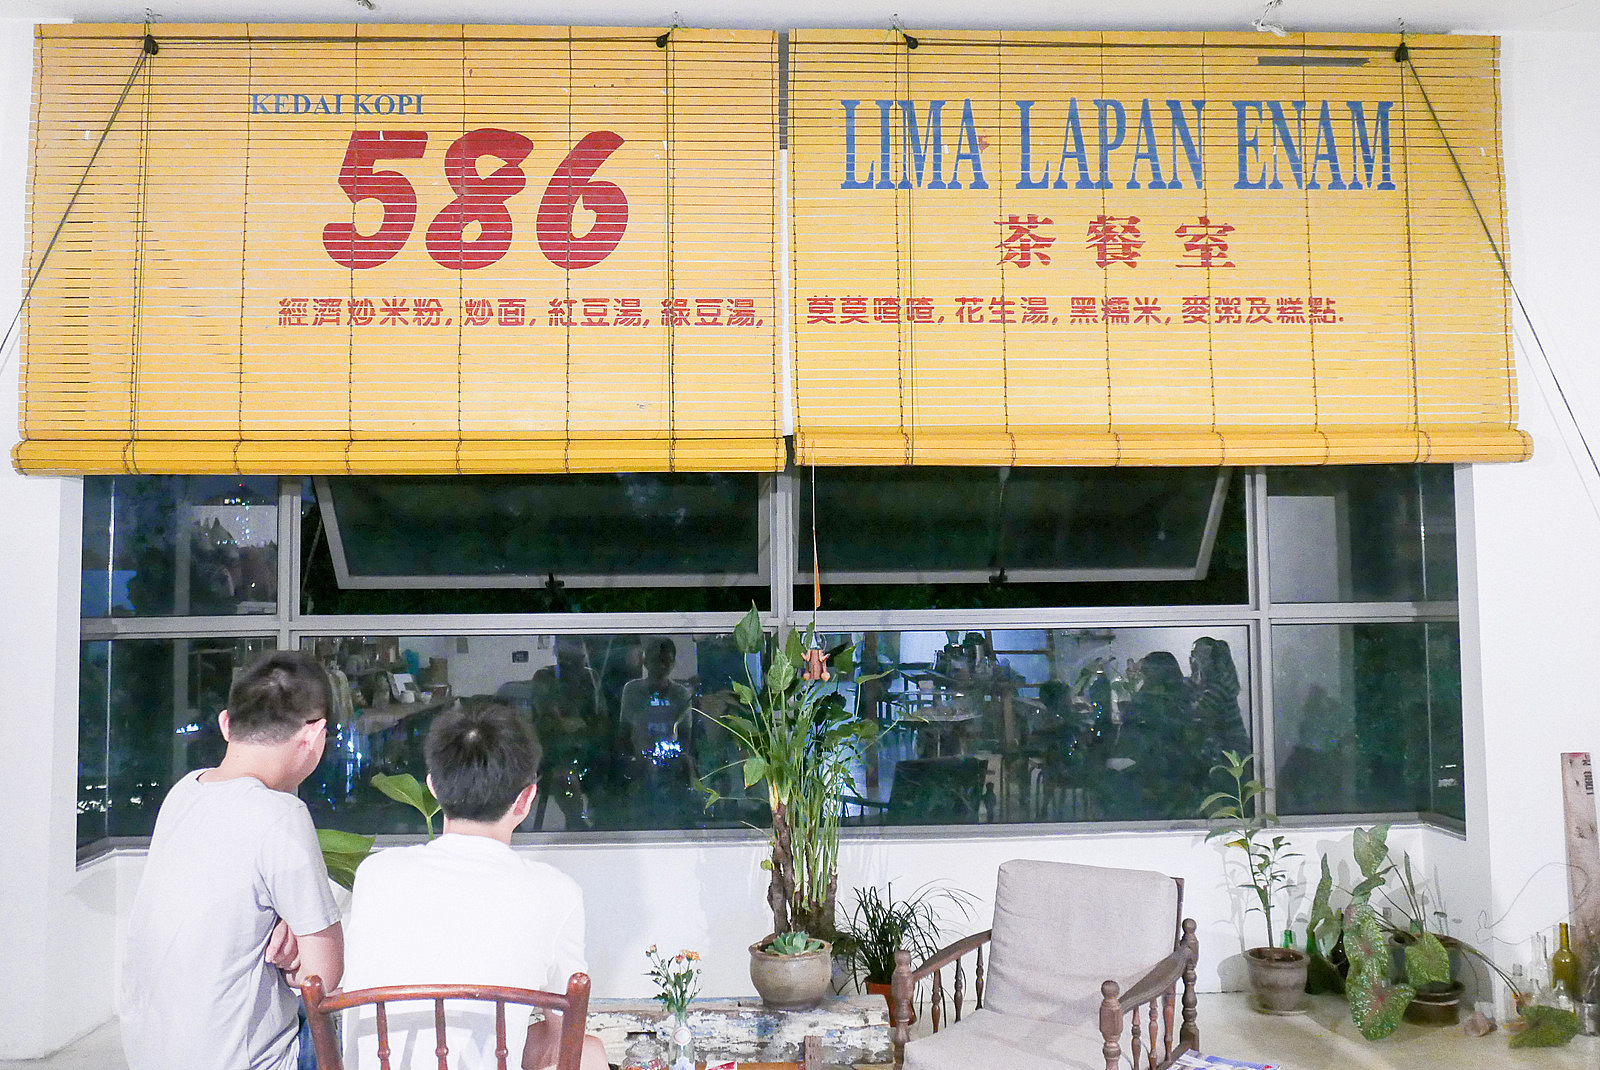 KEDAI KOPI
586
經濟炒米粉, 炒面, 紅豆湯, 綠豆湯,
LIMA LAPAN ENAM
茶餐室
莫莫喳喳, 花生湯, 黑糯米, 麥粥及糕點.